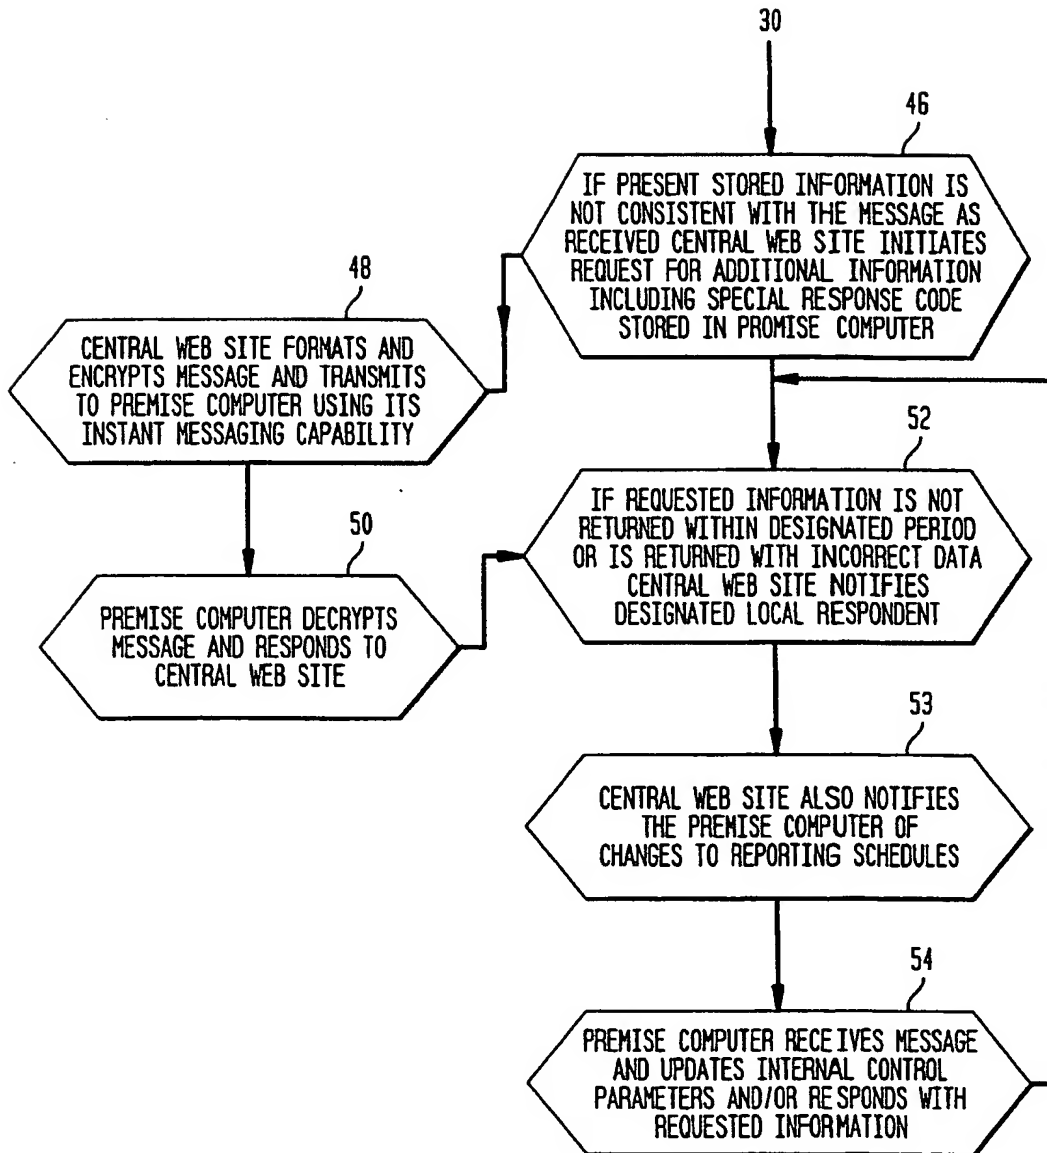 30
46
IF PRESENT STORED INFORMATION IS
NOT CONSISTENT WITH THE MESSAGE AS
RECEIVED CENTRAL WEB SITE INITIATES
REQUEST FOR ADDITIONAL INFORMATION
INCLUDING SPECIAL RESPONSE CODE
STORED IN PROMISE COMPUTER
48
CENTRAL WEB SITE FORMATS AND
ENCRYPTS MESSAGE AND TRANSMITS
TO PREMISE COMPUTER USING ITS
INSTANT MESSAGING CAPABILITY
50
PREMISE COMPUTER DECRYPTS
MESSAGE AND RESPONDS TO
CENTRAL WEB SITE
52
IF REQUESTED INFORMATION IS NOT
RETURNED WITHIN DESIGNATED PERIOD
OR IS RETURNED WITH INCORRECT DATA
CENTRAL WEB SITE NOTIFIES
DESIGNATED LOCAL RESPONDENT
53
CENTRAL WEB SITE ALSO NOTIFIES
THE PREMISE COMPUTER OF
CHANGES TO REPORTING SCHEDULES
54
PREMISE COMPUTER RECEIVES MESSAGE
AND UPDATES INTERNAL CONTROL
PARAMETERS AND/OR RESPONDS WITH
REQUESTED INFORMATION